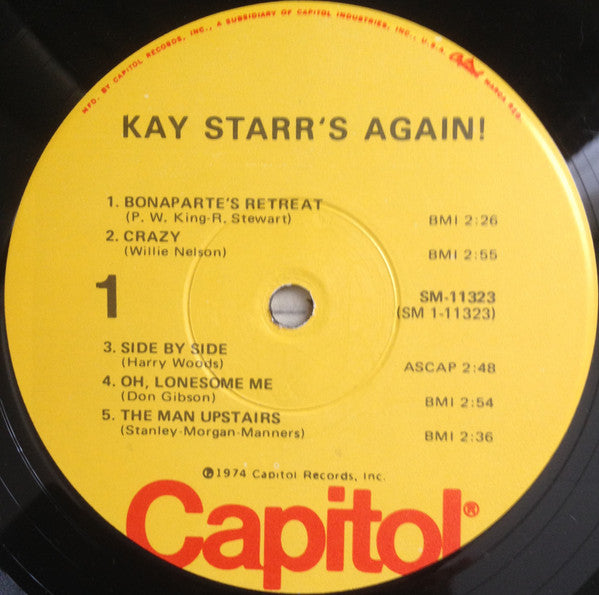 MFD. BY CAPITOL RECORDS, INC., A SUBSIDIARY OF CAPITOL INDUSTRIES, INC., U.S.A. Capitol MARCA REG.
KAY STARR'S AGAIN!
1. BONAPARTE'S RETREAT
(P. W. King-R. Stewart) BMI 2:26
2. CRAZY
(Willie Nelson) BMI 2:55
1 SM-11323
(SM 1-11323)
3. SIDE BY SIDE
(Harry Woods) ASCAP 2:48
4. OH, LONESOME ME
(Don Gibson) BMI 2:54
5. THE MAN UPSTAIRS
(Stanley-Morgan-Manners) BMI 2:36
℗1974 Capitol Records, Inc.
Capitol®